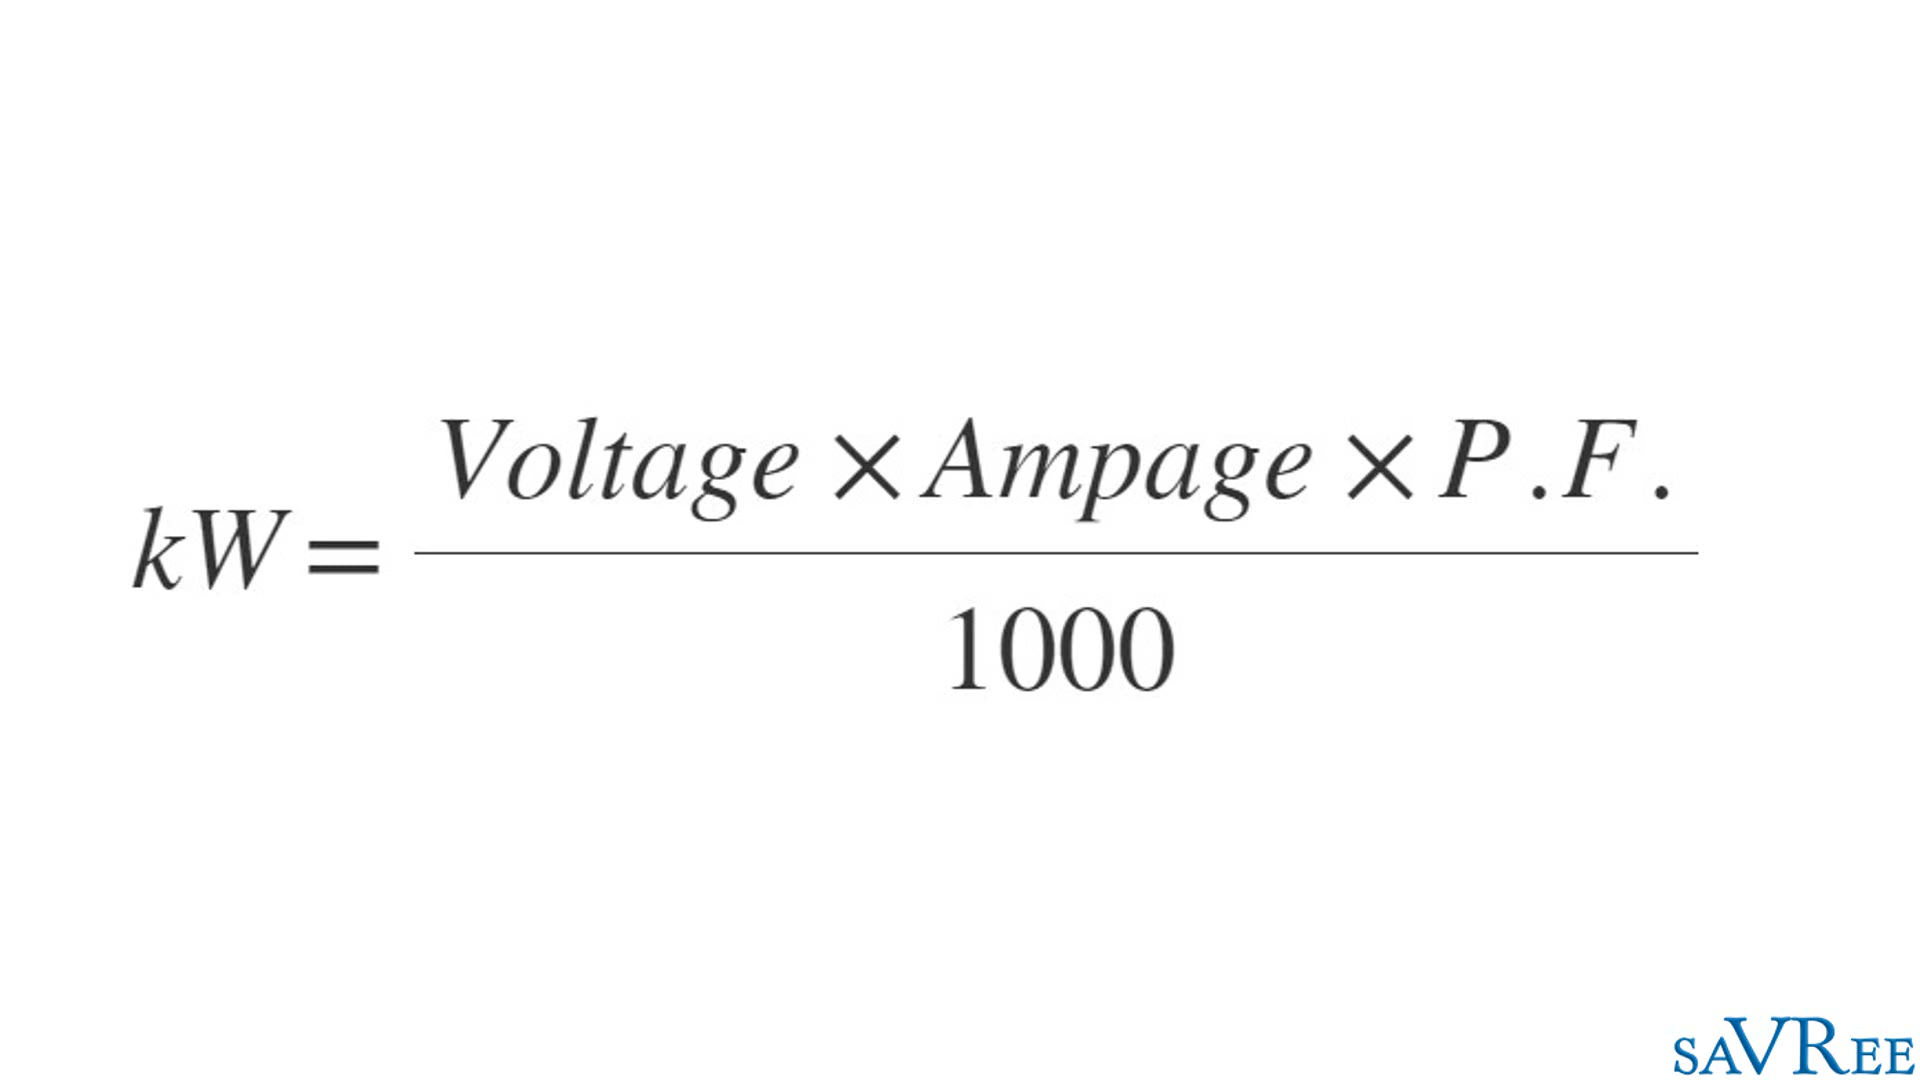 kW = Voltage × Ampage × P.F.
1000
saVRee